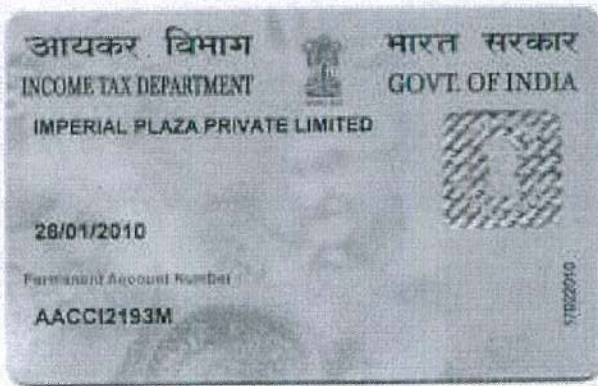 आयकर विभाग
INCOME TAX DEPARTMENT
भारत सरकार
GOVT. OF INDIA
IMPERIAL PLAZA PRIVATE LIMITED
28/01/2010
Permanent Account Number
AACCI2193M